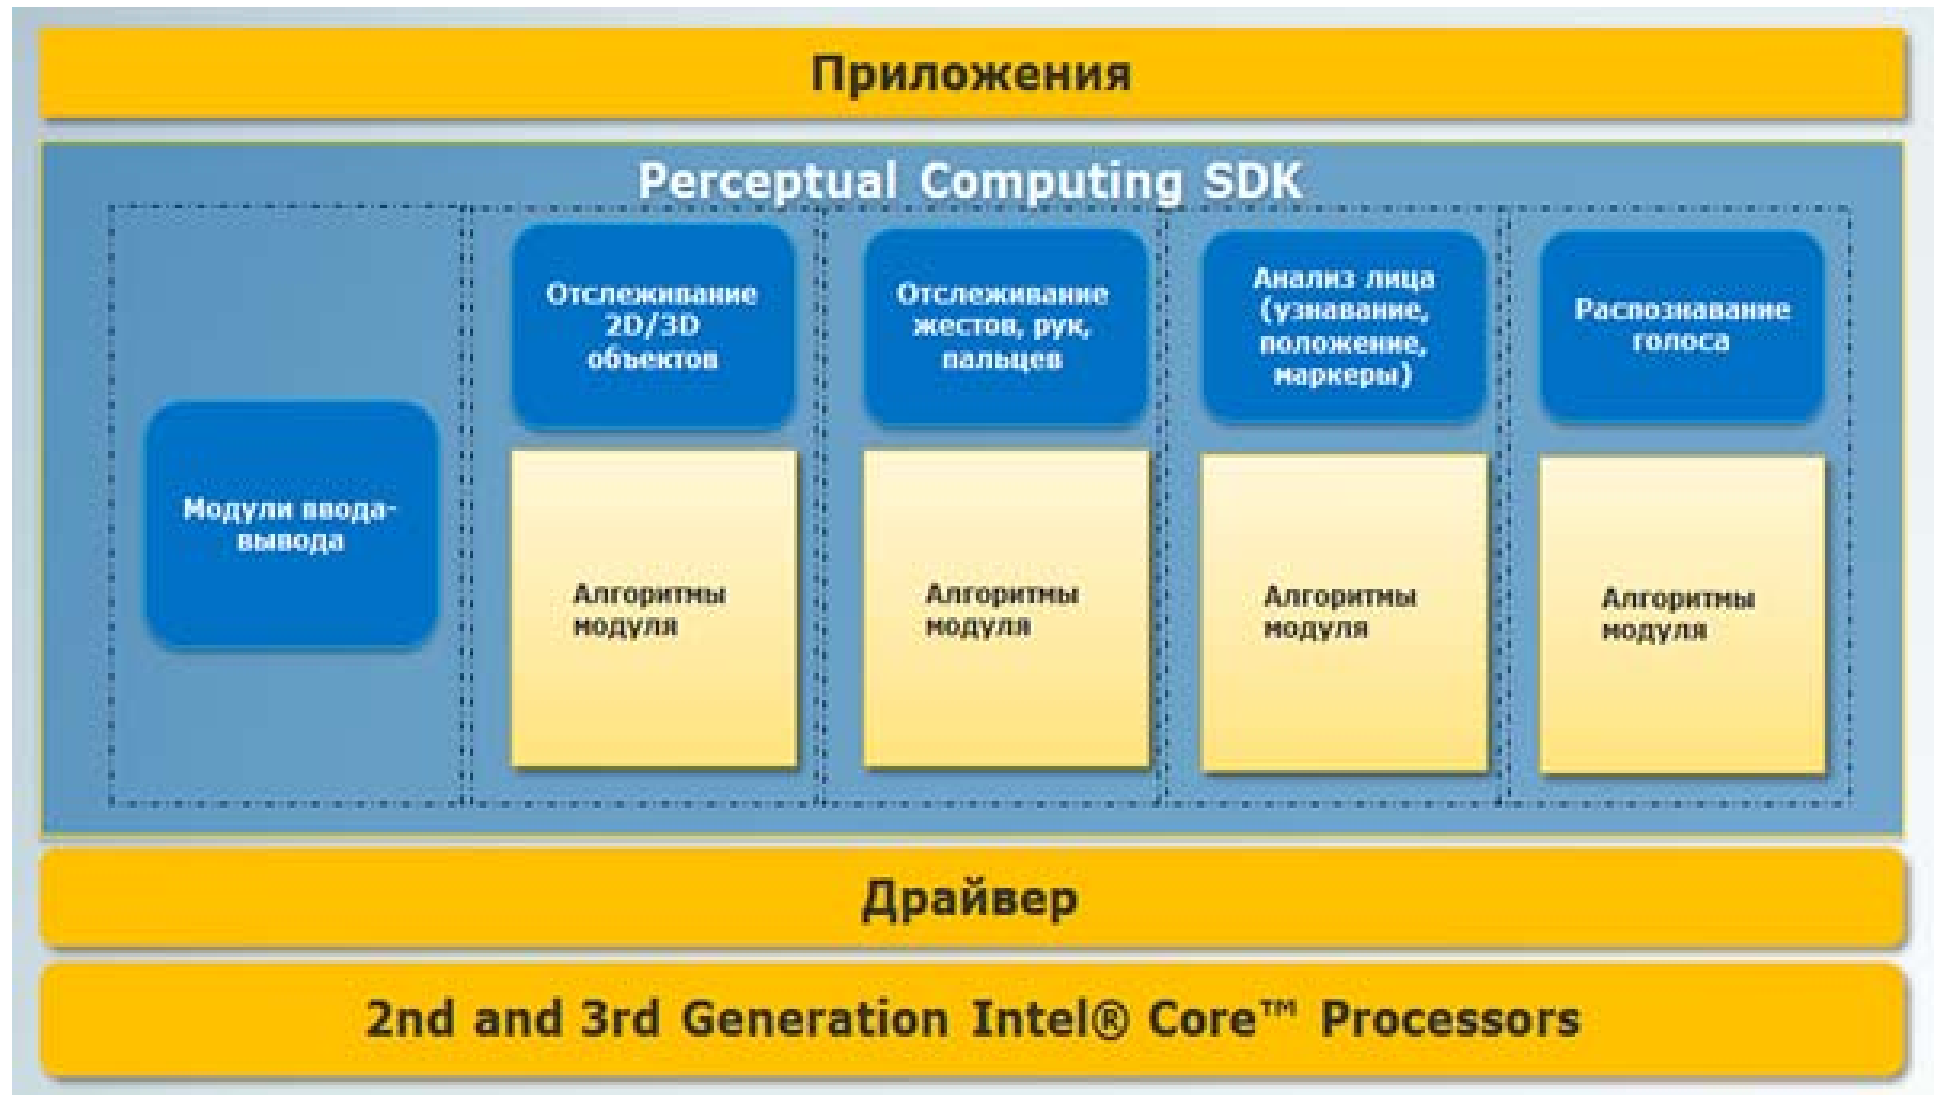 Приложения
Perceptual Computing SDK
Модули ввода-
вывода
Отслеживание
2D/3D
объектов
Алгоритмы
модуля
Отслеживание
жестов, рук,
пальцев
Алгоритмы
модуля
Анализ лица
(узнавание,
положение,
маркеры)
Алгоритмы
модуля
Распознавание
голоса
Алгоритмы
модуля
Драйвер
2nd and 3rd Generation Intel® Core™ Processors